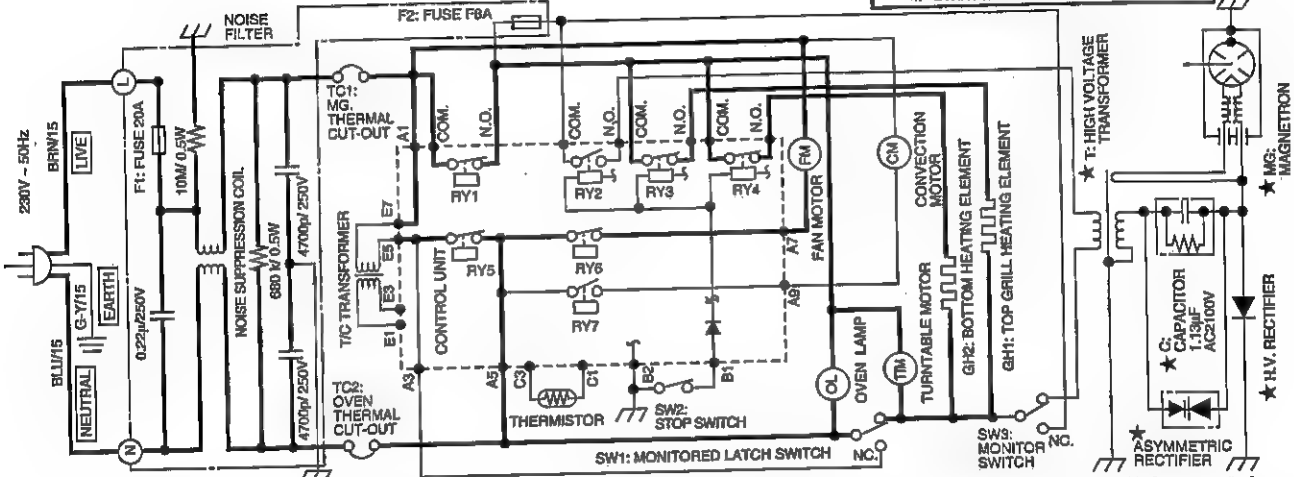 NOISE
FILTER
F2: FUSE F8A
230V ~ 50Hz
BRN/15
LIVE
L
F1: FUSE 20A
10M/ 0.5W
G-Y/15
EARTH
BLU/15
NEUTRAL
N
0.22µ/250V
NOISE SUPPRESSION COIL
680 k/ 0.5W
4700p/ 250V
4700p/ 250V
TC1:
MG.
THERMAL
CUT-OUT
TC2:
OVEN
THERMAL
CUT-OUT
T/C TRANSFORMER
CONTROL UNIT
A1
COM.
N.O.
COM.
N.O.
COM.
N.O.
COM.
N.O.
RY1
RY2
RY3
RY4
E7
E5
E3
E1
RY5
RY6
RY7
A7
A9
A3
A5
C3
C1
B2
B1
THERMISTOR
SW2:
STOP SWITCH
FM
FAN MOTOR
CM
CONVECTION
MOTOR
OL
OVEN LAMP
TTM
TURNTABLE MOTOR
GH2: BOTTOM HEATING ELEMENT
GH1: TOP GRILL HEATING ELEMENT
SW1: MONITORED LATCH SWITCH
NC.
SW3:
MONITOR
SWITCH
NC.
★ T: HIGH VOLTAGE
TRANSFORMER
★ MG:
MAGNETRON
★ C:
CAPACITOR
1.13µF
AC2100V
★ H.V. RECTIFIER
★
ASYMMETRIC
RECTIFIER